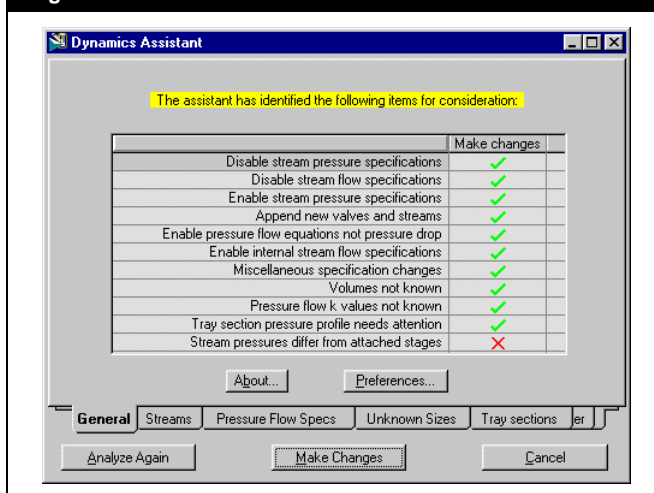 Dynamics Assistant
The assistant has identified the following items for consideration:
Make changes
Disable stream pressure specifications
Disable stream flow specifications
Enable stream pressure specifications
Append new valves and streams
Enable pressure flow equations not pressure drop
Enable internal stream flow specifications
Miscellaneous specification changes
Volumes not known
Pressure flow k values not known
Tray section pressure profile needs attention
Stream pressures differ from attached stages
About... Preferences...
General Streams Pressure Flow Specs Unknown Sizes Tray sections er
Analyze Again Make Changes Cancel